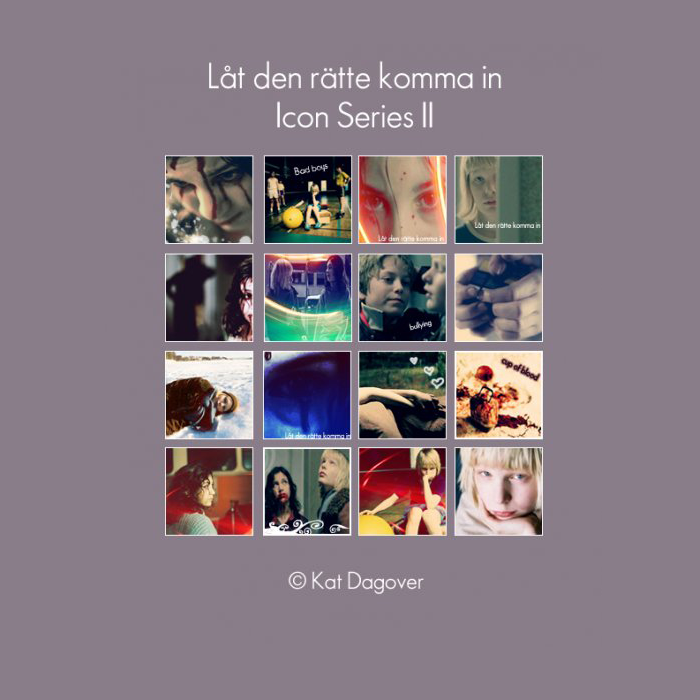 Låt den rätte komma in
Icon Series II
Bad boys
Låt den rätte komma in
Låt den rätte komma in
bullying
Låt den rätte komma in
cup of blood
© Kat Dagover